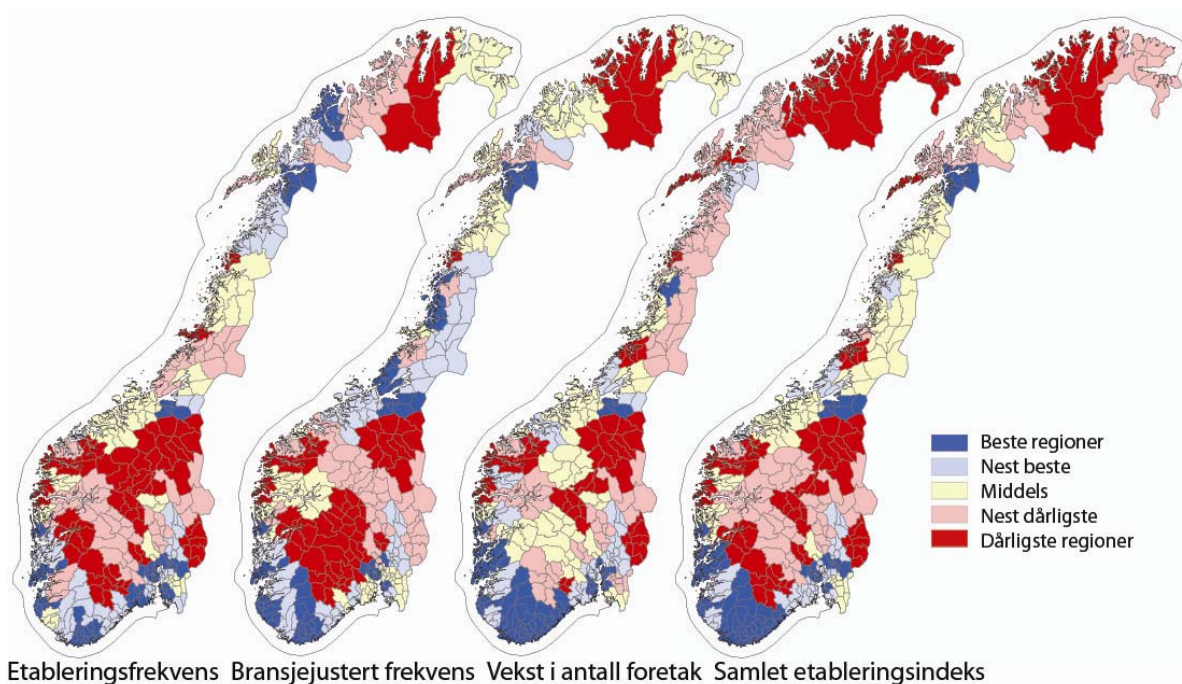 Beste regioner
Nest beste
Middels
Nest dårligste
Dårligste regioner
Etableringsfrekvens Bransjejustert frekvens Vekst i antall foretak Samlet etableringsindeks